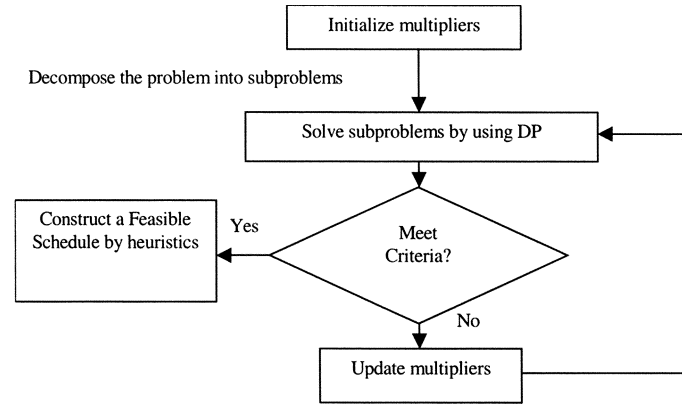 Initialize multipliers
Decompose the problem into subproblems
Solve subproblems by using DP
Construct a Feasible
Schedule by heuristics
Yes
Meet
Criteria?
No
Update multipliers